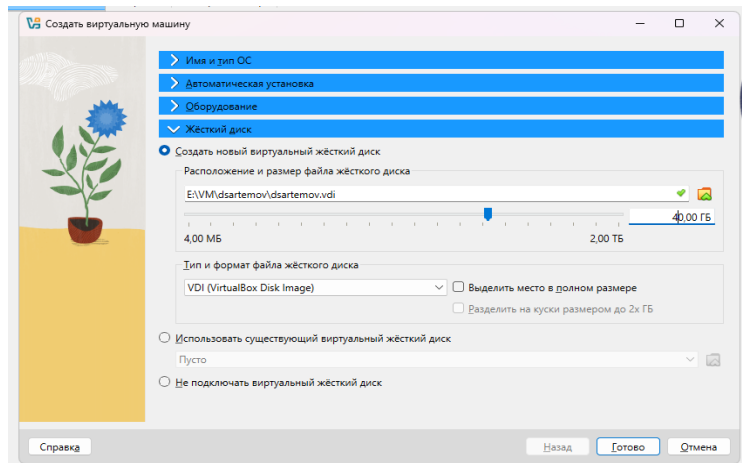 Создать виртуальную машину
Имя и тип ОС
Автоматическая установка
Оборудование
Жёсткий диск
Создать новый виртуальный жёсткий диск
Расположение и размер файла жёсткого диска
E:\VM\dsartemov\dsartemov.vdi
40,00 ГБ
4,00 МБ 2,00 ТБ
Тип и формат файла жёсткого диска
VDI (VirtualBox Disk Image) Выделить место в полном размере
Разделить на куски размером до 2х ГБ
Использовать существующий виртуальный жёсткий диск
Пусто
Не подключать виртуальный жёсткий диск
Справка Назад Готово Отмена